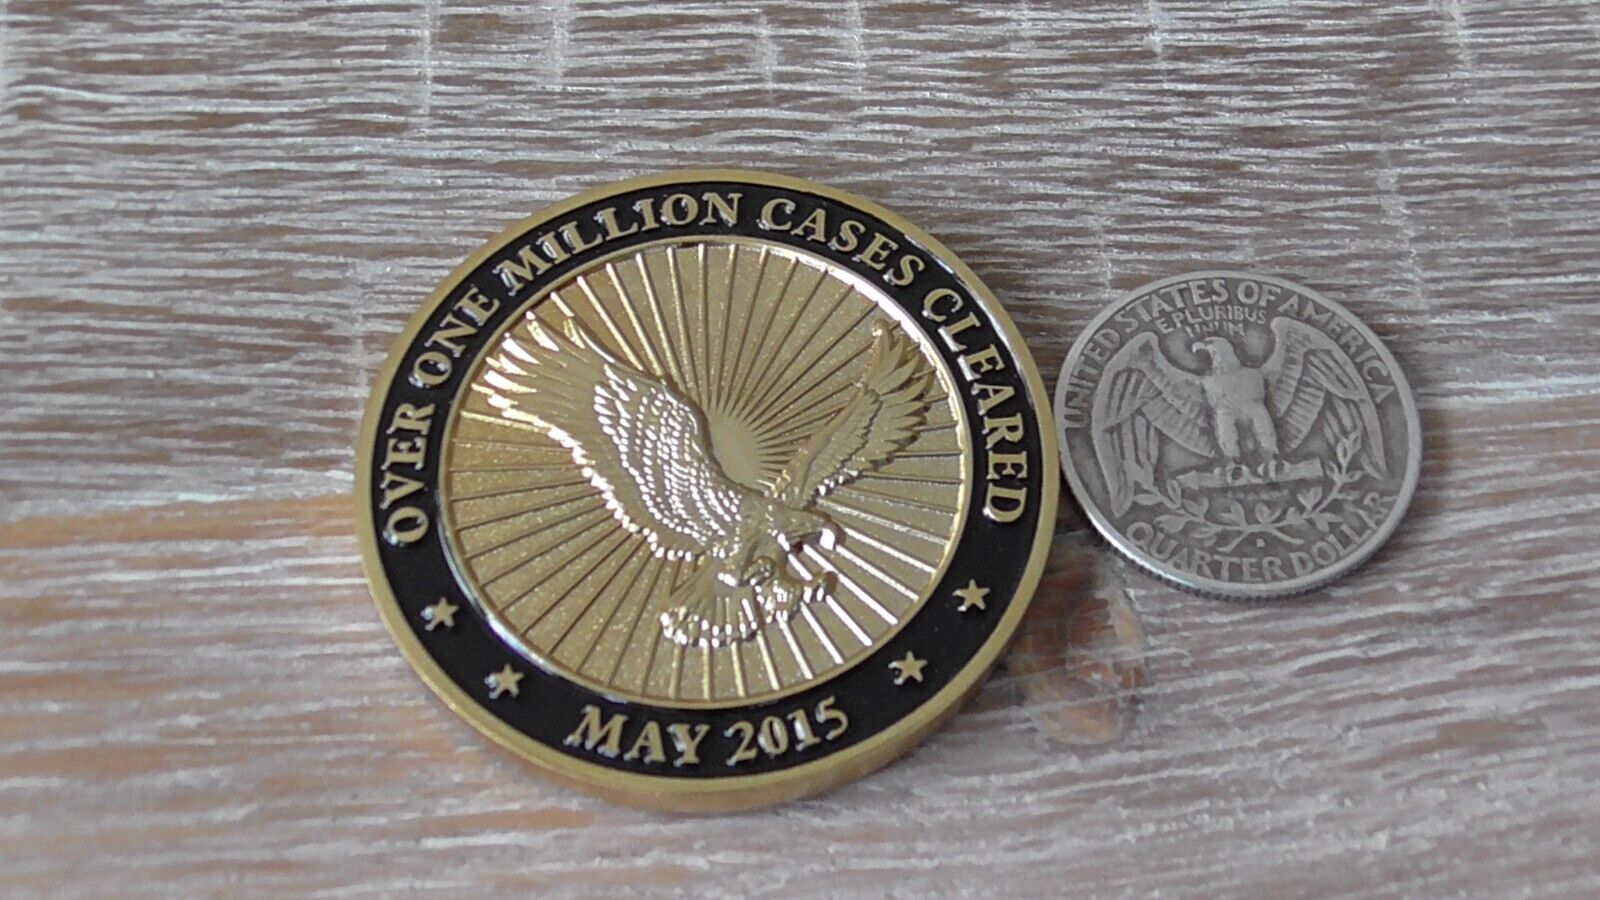 OVER ONE MILLION CASES CLEARED
MAY 2015
UNITED STATES OF AMERICA
E PLURIBUS
UNUM
QUARTER DOLLAR